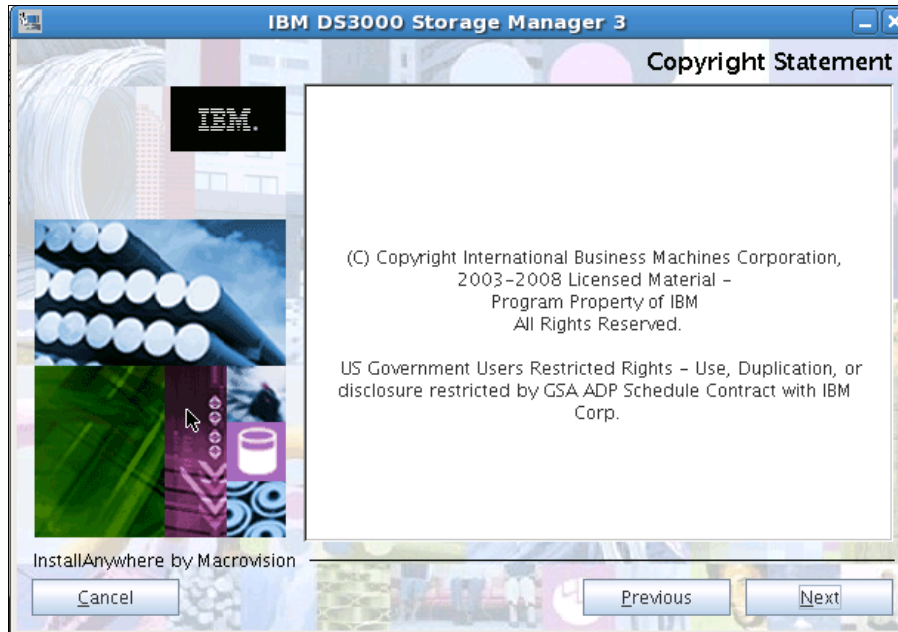 IBM DS3000 Storage Manager 3
Copyright Statement
IBM.
(C) Copyright International Business Machines Corporation,
2003-2008 Licensed Material -
Program Property of IBM
All Rights Reserved.
US Government Users Restricted Rights - Use, Duplication, or
disclosure restricted by GSA ADP Schedule Contract with IBM
Corp.
InstallAnywhere by Macrovision
Cancel
Previous
Next